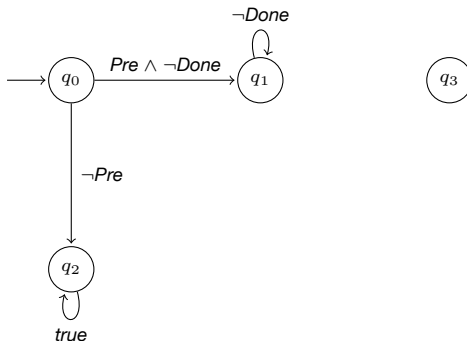 ¬Done
Pre ∧ ¬Done
q₀
q₁
q₃
¬Pre
q₂
true